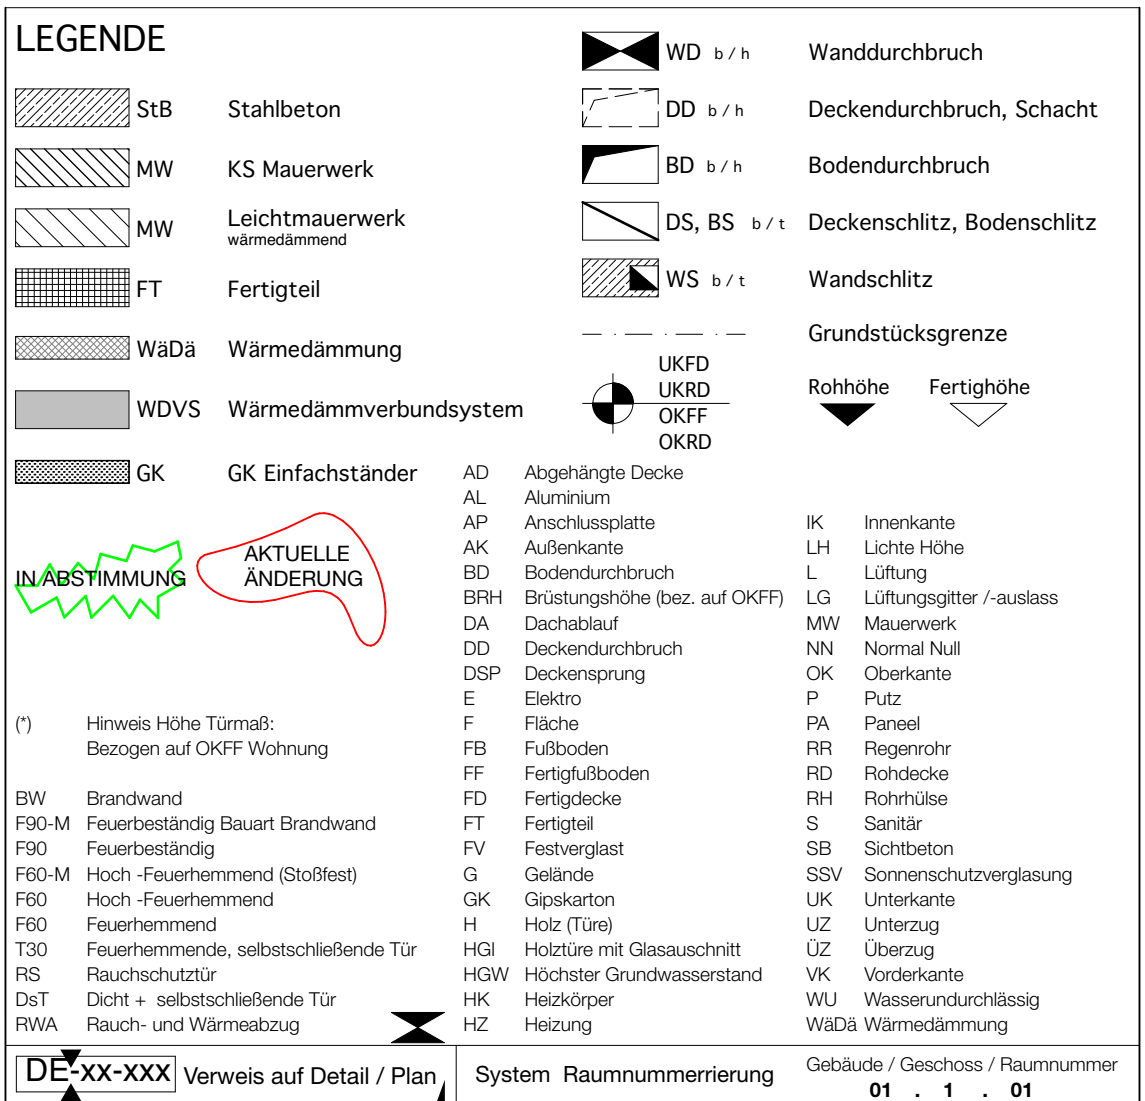 LEGENDE
StB Stahlbeton
MW KS Mauerwerk
MW Leichtmauerwerk
wärmedämmend
FT Fertigteil
WäDä Wärmedämmung
WDVS Wärmedämmverbundsystem
GK GK Einfachständer
WD b / h Wanddurchbruch
DD b / h Deckendurchbruch, Schacht
BD b / h Bodendurchbruch
DS, BS b / t Deckenschlitz, Bodenschlitz
WS b / t Wandschlitz
Grundstücksgrenze
UKFD
UKRD
OKFF
OKRD
Rohhöhe Fertighöhe
IN ABSTIMMUNG
AKTUELLE
ÄNDERUNG
(*) Hinweis Höhe Türmaß:
Bezogen auf OKFF Wohnung
BW Brandwand
F90-M Feuerbeständig Bauart Brandwand
F90 Feuerbeständig
F60-M Hoch -Feuerhemmend (Stoßfest)
F60 Hoch -Feuerhemmend
F60 Feuerhemmend
T30 Feuerhemmende, selbstschließende Tür
RS Rauchschutztür
DsT Dicht + selbstschließende Tür
RWA Rauch- und Wärmeabzug
AD Abgehängte Decke
AL Aluminium
AP Anschlussplatte
AK Außenkante
BD Bodendurchbruch
BRH Brüstungshöhe (bez. auf OKFF)
DA Dachablauf
DD Deckendurchbruch
DSP Deckensprung
E Elektro
F Fläche
FB Fußboden
FF Fertigfußboden
FD Fertigdecke
FT Fertigteil
FV Festverglast
G Gelände
GK Gipskarton
H Holz (Türe)
HGl Holztüre mit Glasauschnitt
HGW Höchster Grundwasserstand
HK Heizkörper
HZ Heizung
IK Innenkante
LH Lichte Höhe
L Lüftung
LG Lüftungsgitter /-auslass
MW Mauerwerk
NN Normal Null
OK Oberkante
P Putz
PA Paneel
RR Regenrohr
RD Rohdecke
RH Rohrhülse
S Sanitär
SB Sichtbeton
SSV Sonnenschutzverglasung
UK Unterkante
UZ Unterzug
ÜZ Überzug
VK Vorderkante
WU Wasserundurchlässig
WäDä Wärmedämmung
DE-xx-xxx Verweis auf Detail / Plan
System Raumnummerrierung
Gebäude / Geschoss / Raumnummer
01 . 1 . 01